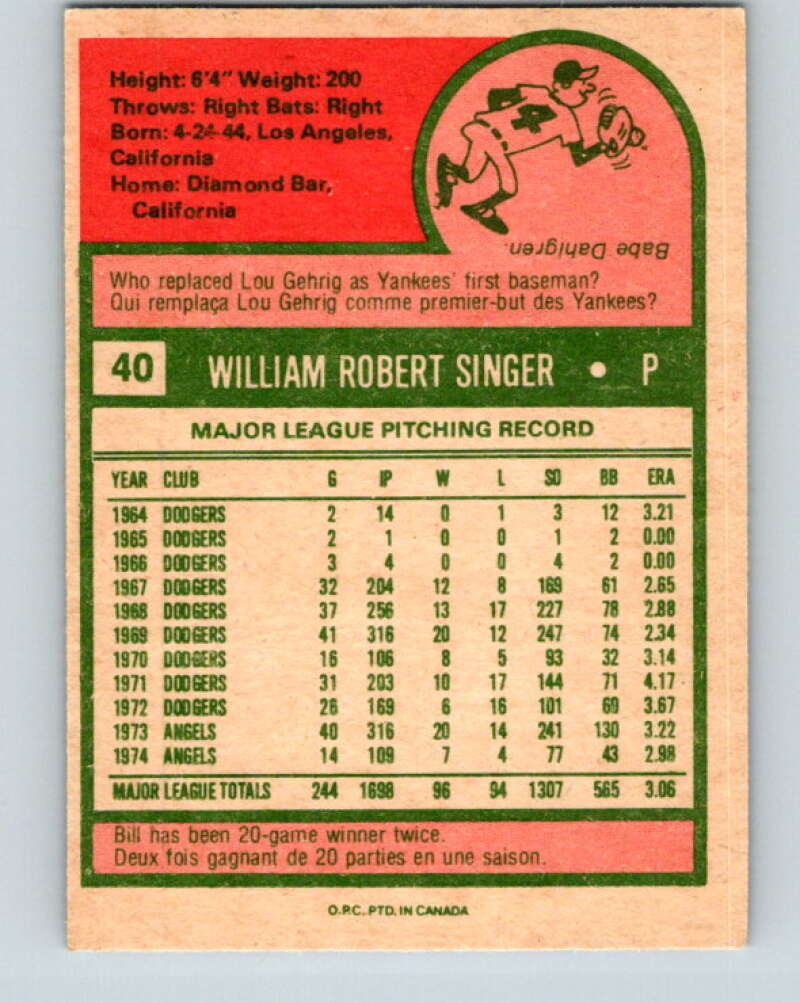 Height: 6'4" Weight: 200
Throws: Right Bats: Right
Born: 4-24-44, Los Angeles,
California
Home: Diamond Bar,
California
4
Babe Dahlgren.
Who replaced Lou Gehrig as Yankees' first baseman?
Qui remplaça Lou Gehrig comme premier-but des Yankees?
40 WILLIAM ROBERT SINGER • P
MAJOR LEAGUE PITCHING RECORD
YEAR CLUB G IP W L SO BB ERA
1964 DODGERS 2 14 0 1 3 12 3.21
1965 DODGERS 2 1 0 0 1 2 0.00
1966 DODGERS 3 4 0 0 4 2 0.00
1967 DODGERS 32 204 12 8 169 61 2.65
1968 DODGERS 37 256 13 17 227 78 2.88
1969 DODGERS 41 316 20 12 247 74 2.34
1970 DODGERS 16 106 8 5 93 32 3.14
1971 DODGERS 31 203 10 17 144 71 4.17
1972 DODGERS 26 169 6 16 101 60 3.67
1973 ANGELS 40 316 20 14 241 130 3.22
1974 ANGELS 14 109 7 4 77 43 2.98
MAJOR LEAGUE TOTALS 244 1698 96 94 1307 565 3.06
Bill has been 20-game winner twice.
Deux fois gagnant de 20 parties en une saison.
O.P.C. PTD. IN CANADA